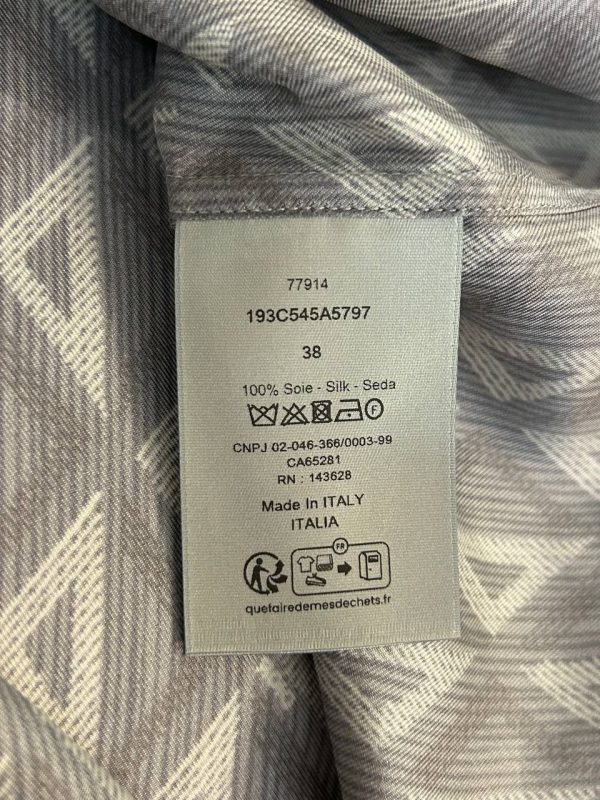 77914
193C545A5797
38
100% Soie - Silk - Seda
F
CNPJ 02-046-366/0003-99
CA65281
RN : 143628
Made In ITALY
ITALIA
FR
quefairedemesdechets.fr